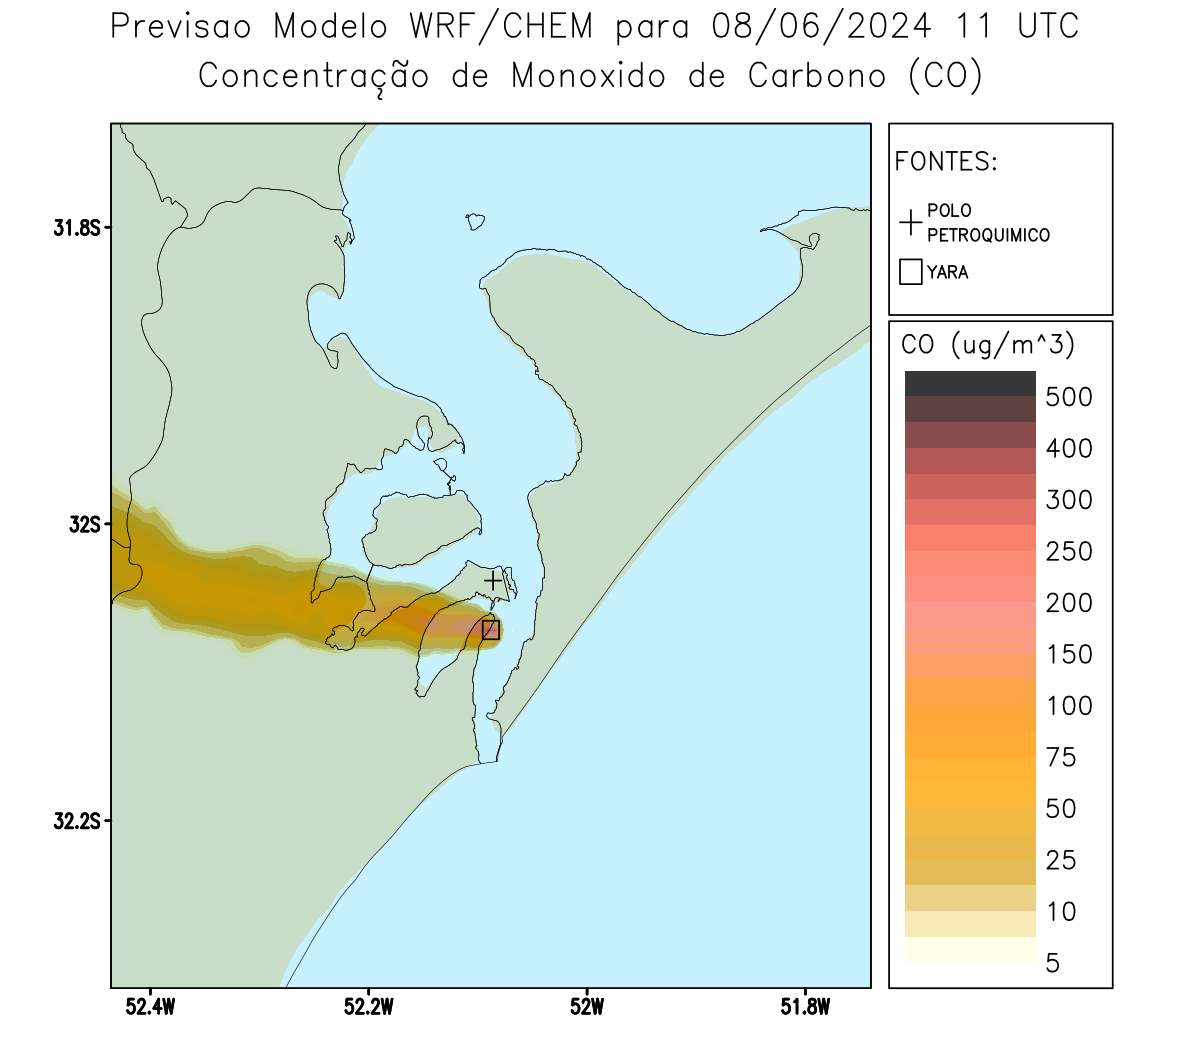 Previsao Modelo WRF/CHEM para 08/06/2024 11 UTC
Concentração de Monoxido de Carbono (CO)
FONTES:
POLO
PETROQUIMICO
YARA
CO (ug/m^3)
500
400
300
250
200
150
100
75
50
25
10
5
31.8S
32S
32.2S
52.4W
52.2W
52W
51.8W